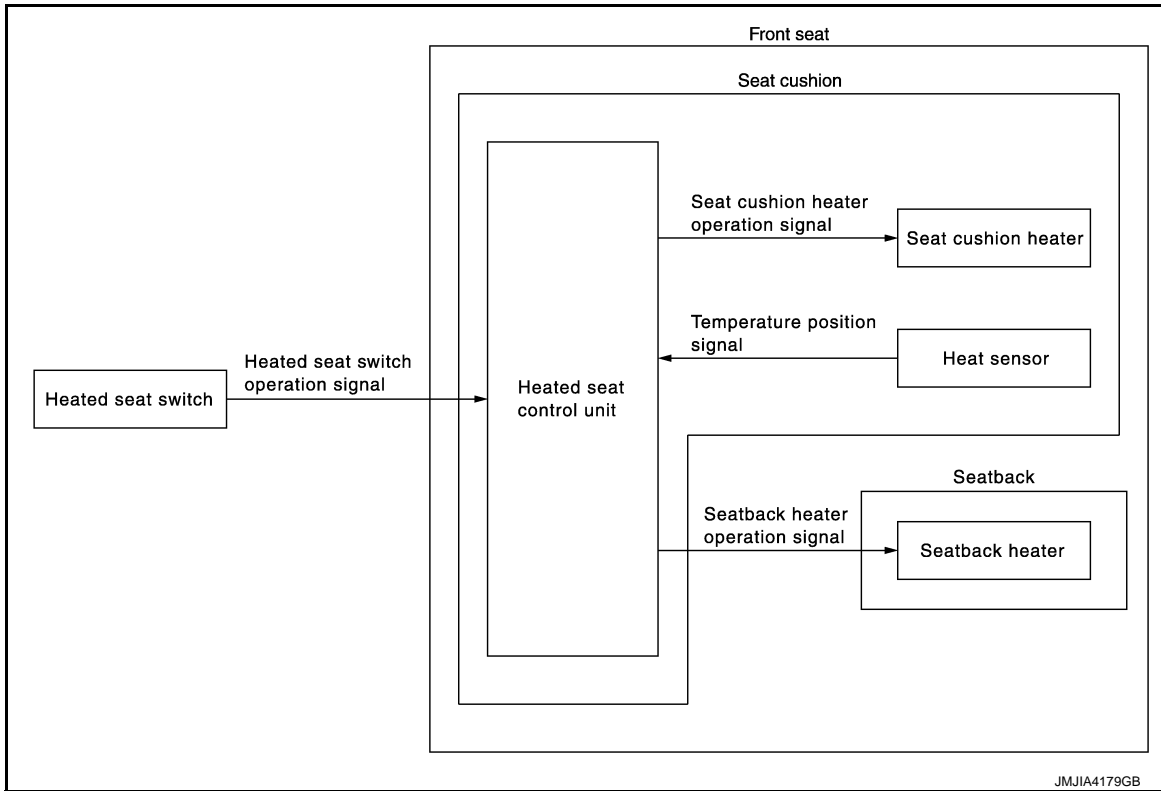 Front seat
Seat cushion
Seat cushion heater
operation signal
Seat cushion heater
Temperature position
signal
Heat sensor
Heated seat switch
operation signal
Heated seat switch
Heated seat
control unit
Seatback
Seatback heater
operation signal
Seatback heater
JMJIA4179GB